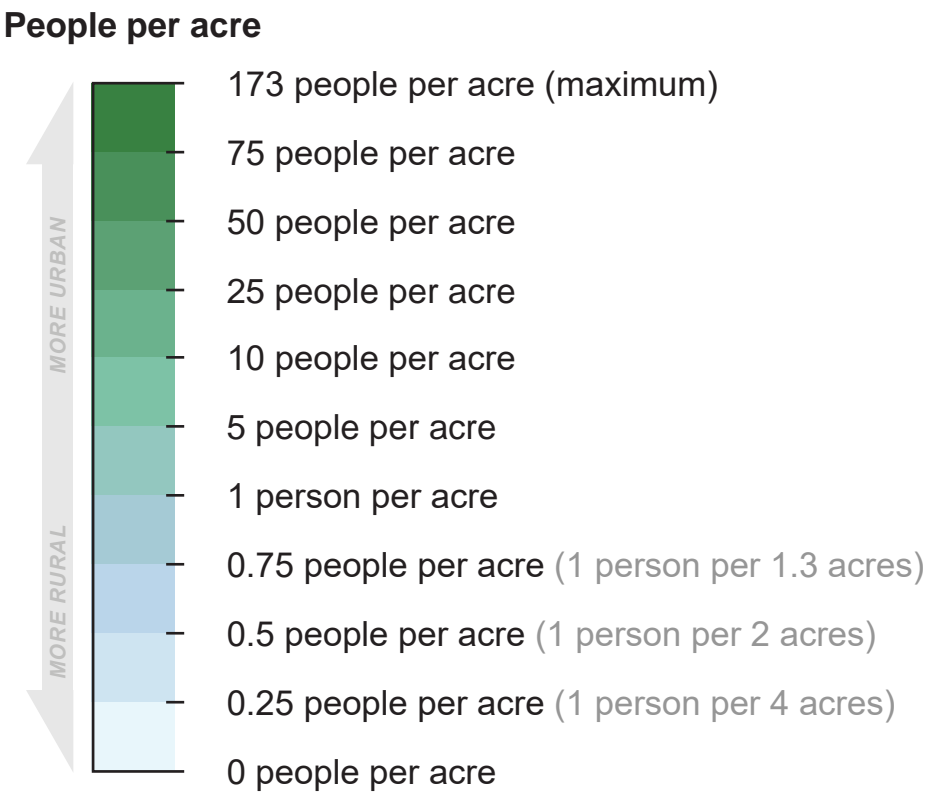 People per acre
173 people per acre (maximum)
75 people per acre
50 people per acre
MORE URBAN
25 people per acre
10 people per acre
5 people per acre
1 person per acre
0.75 people per acre (1 person per 1.3 acres)
MORE RURAL
0.5 people per acre (1 person per 2 acres)
0.25 people per acre (1 person per 4 acres)
0 people per acre